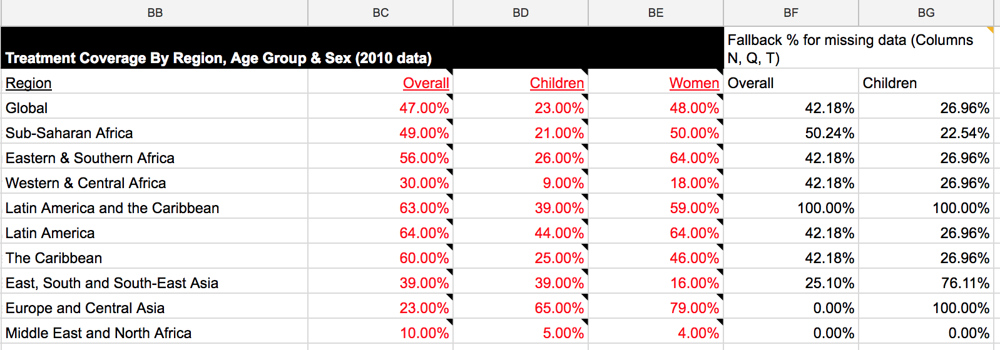 BB BC BD BE BF BG
Fallback % for missing data (Columns
Treatment Coverage By Region, Age Group & Sex (2010 data) N, Q, T)
Region Overall Children Women Overall Children
Global 47.00% 23.00% 48.00% 42.18% 26.96%
Sub-Saharan Africa 49.00% 21.00% 50.00% 50.24% 22.54%
Eastern & Southern Africa 56.00% 26.00% 64.00% 42.18% 26.96%
Western & Central Africa 30.00% 9.00% 18.00% 42.18% 26.96%
Latin America and the Caribbean 63.00% 39.00% 59.00% 100.00% 100.00%
Latin America 64.00% 44.00% 64.00% 42.18% 26.96%
The Caribbean 60.00% 25.00% 46.00% 42.18% 26.96%
East, South and South-East Asia 39.00% 39.00% 16.00% 25.10% 76.11%
Europe and Central Asia 23.00% 65.00% 79.00% 0.00% 100.00%
Middle East and North Africa 10.00% 5.00% 4.00% 0.00% 0.00%